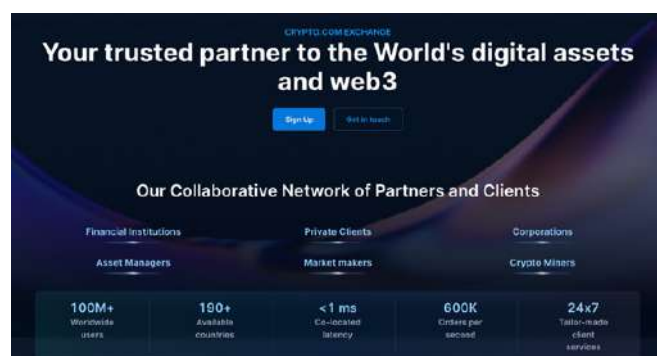 CRYPTO.COM EXCHANGE
Your trusted partner to the World's digital assets
and web3
Sign Up Get in touch
Our Collaborative Network of Partners and Clients
Financial Institutions Private Clients Corporations
Asset Managers Market makers Crypto Miners
100M+ 190+ <1 ms 600K 24x7
Worldwide Available Co-located Orders per Tailor-made
users countries latency second client
services